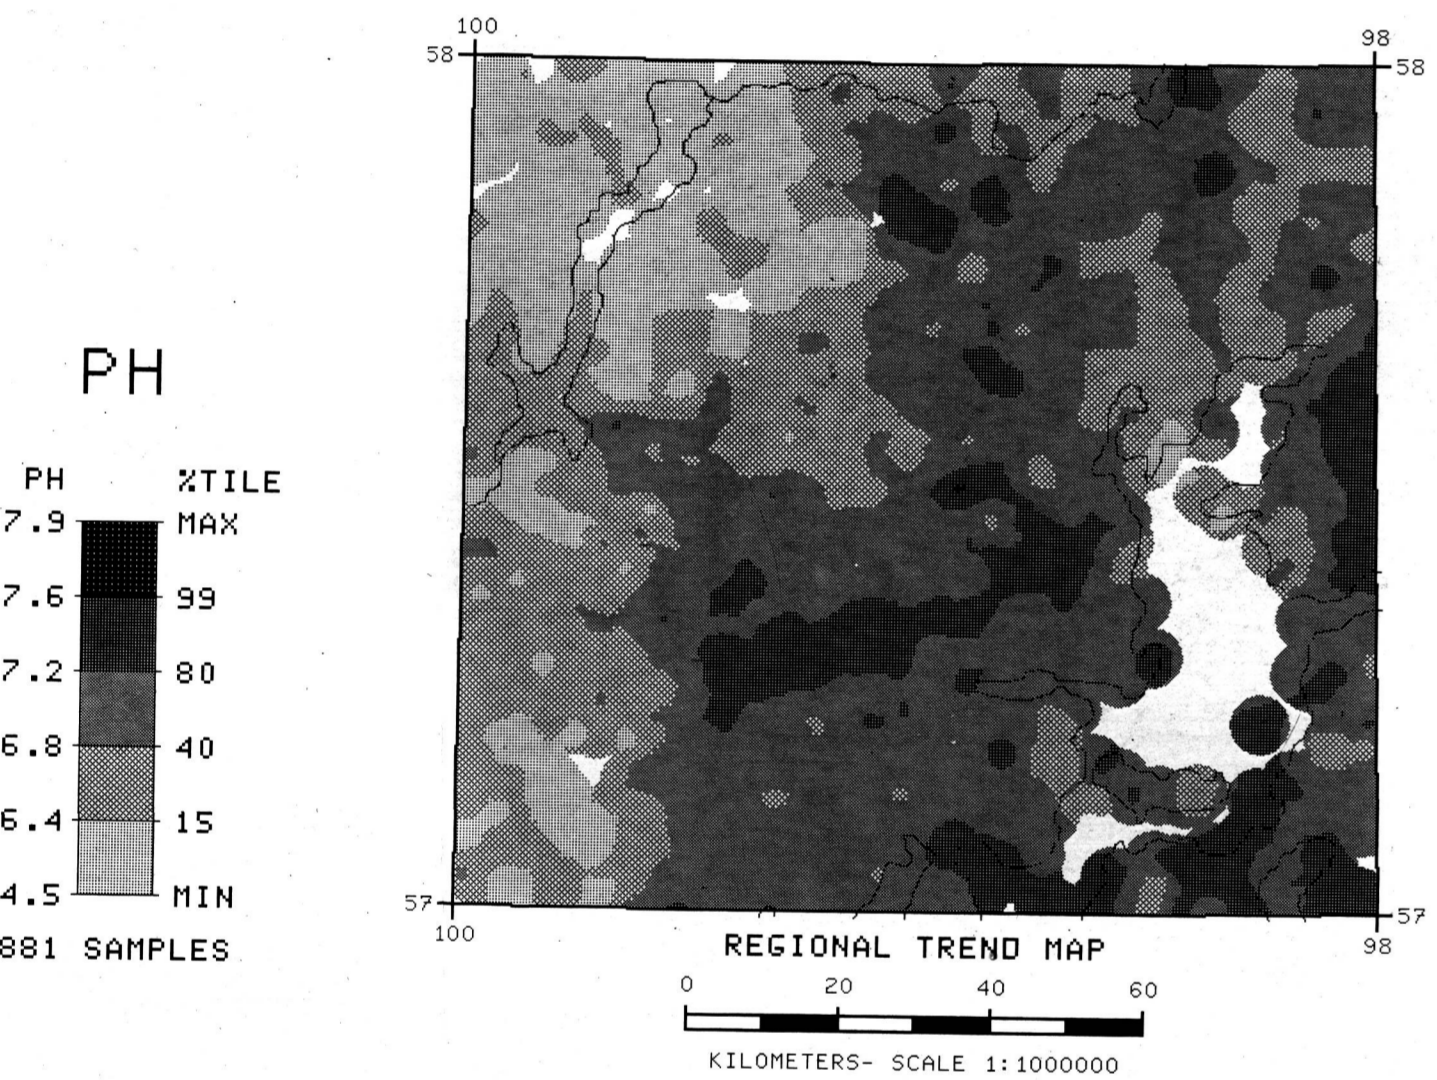 100
98
58
58
PH
PH %TILE
7.9 MAX
7.6 99
7.2 80
6.8 40
6.4 15
4.5 MIN
881 SAMPLES
57
57
100
98
REGIONAL TREND MAP
0 20 40 60
KILOMETERS- SCALE 1:1000000